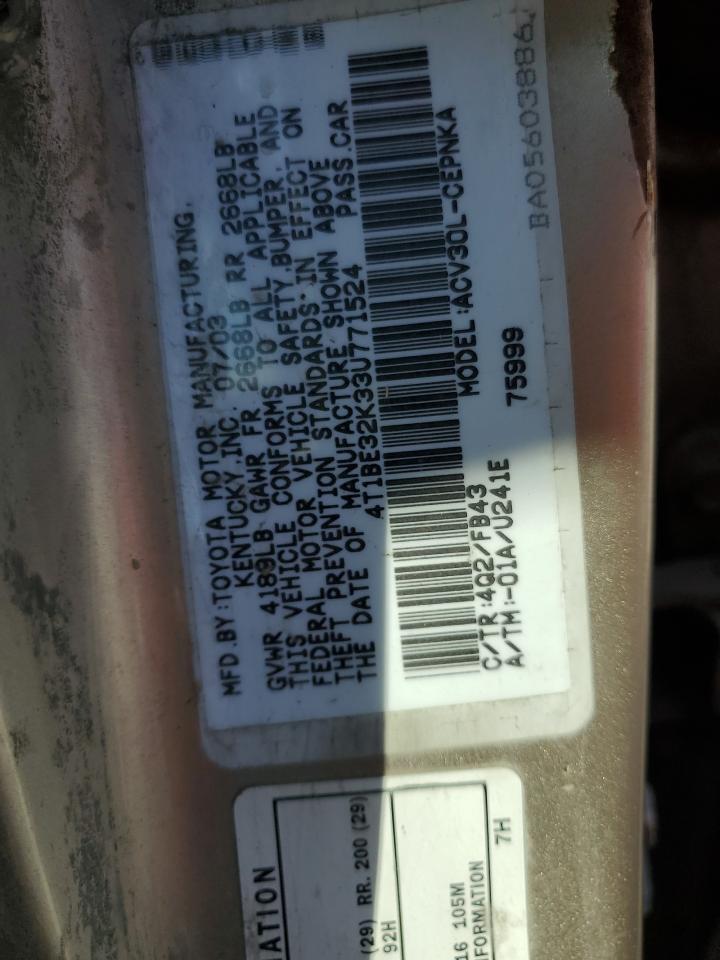 MFD.BY:TOYOTA MOTOR MANUFACTURING,
KENTUCKY,INC. 07/03
GVWR 4189LB GAWR FR 2668LB RR 2668LB
THIS VEHICLE CONFORMS TO ALL APPLICABLE
FEDERAL MOTOR VEHICLE SAFETY,BUMPER, AND
THEFT PREVENTION STANDARDS IN EFFECT ON
THE DATE OF MANUFACTURE SHOWN ABOVE
4T1BE32K33U771524 PASS.CAR
MODEL:ACV30L-CEPNKA
C/TR:4Q2/FB43
A/TM:-01A/U241E 75999
BA05603886
MATION
(29) RR. 200 (29)
92H
16 105M
FORMATION
7H